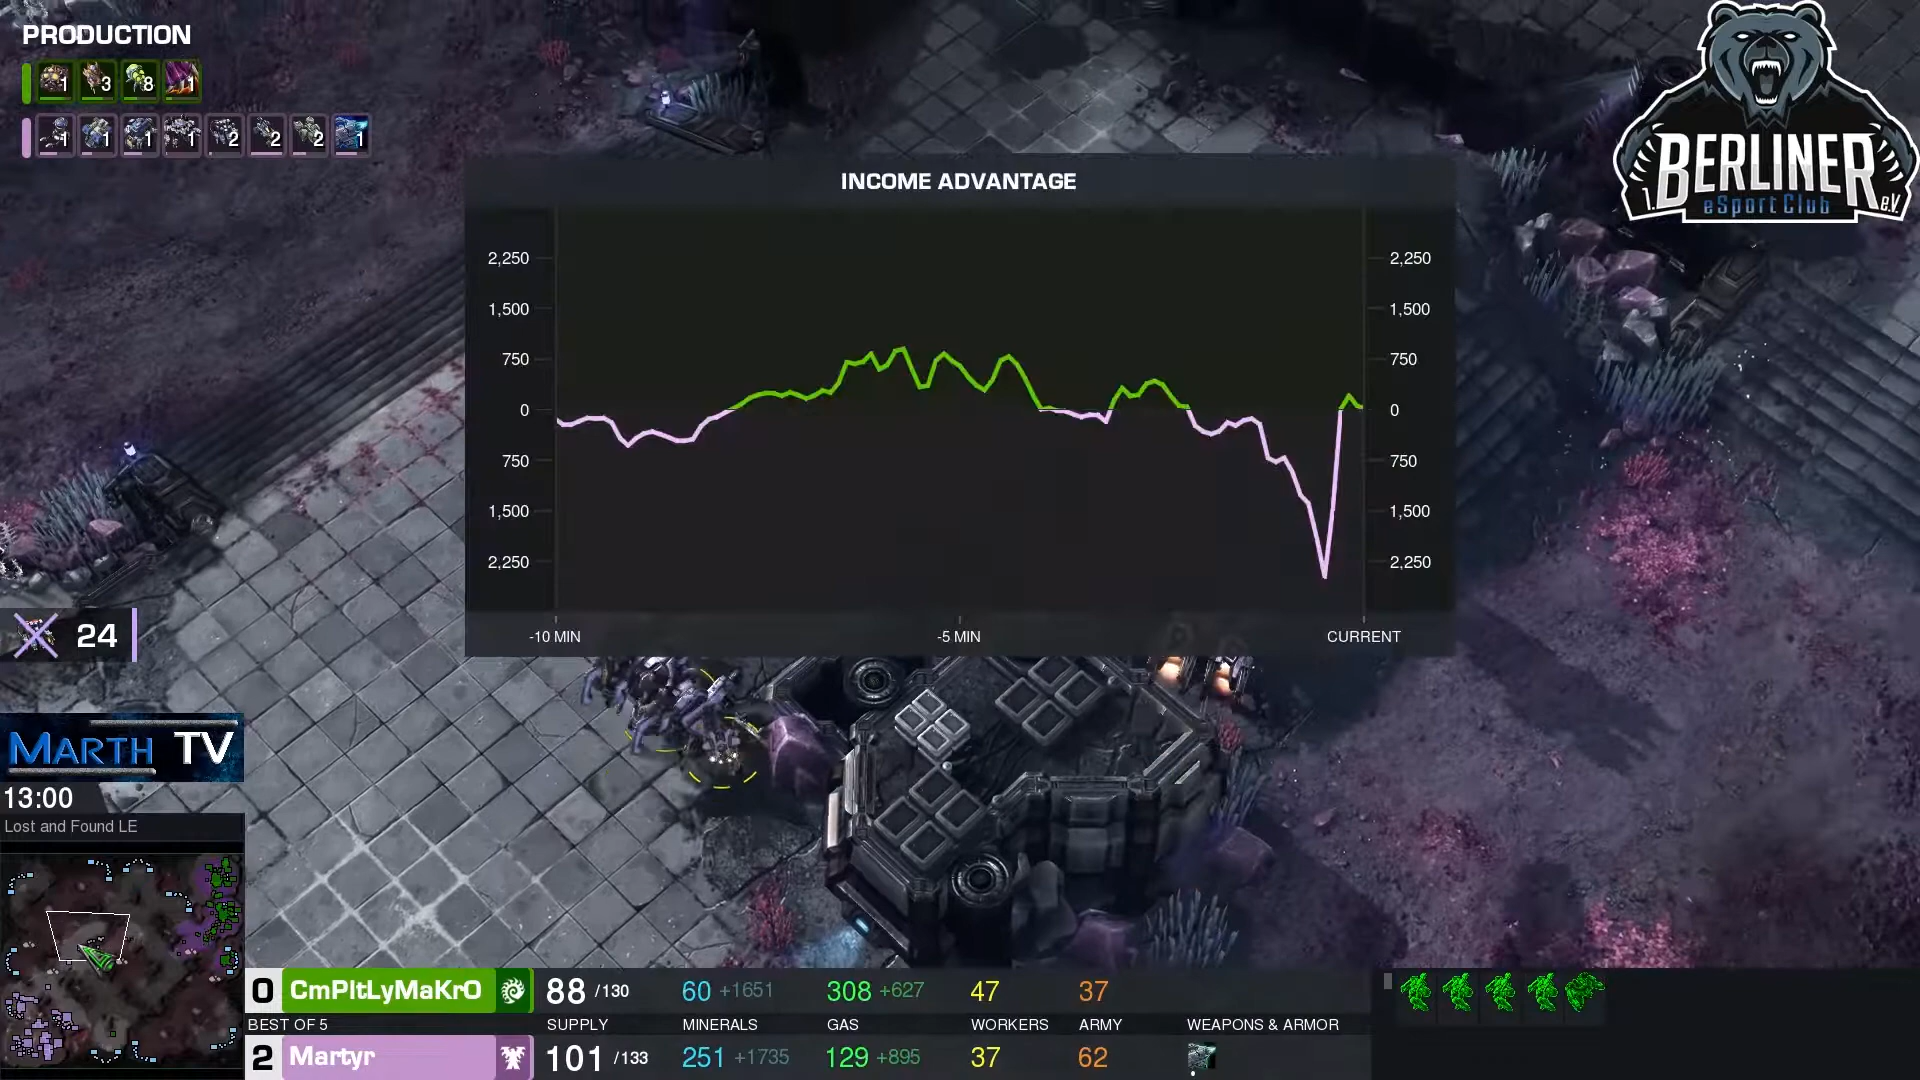 PRODUCTION
1 3 8 1
1 1 1 1 2 2 2 1
1. BERLINER e.V.
eSport Club
INCOME ADVANTAGE
2,250 2,250
1,500 1,500
750 750
0 0
750 750
1,500 1,500
2,250 2,250
-10 MIN -5 MIN CURRENT
24
MARTH TV
13:00
Lost and Found LE
0 CmPltLyMaKrO 88 /130 60 +1651 308 +627 47 37
BEST OF 5 SUPPLY MINERALS GAS WORKERS ARMY WEAPONS & ARMOR
2 Martyr 101 /133 251 +1735 129 +895 37 62